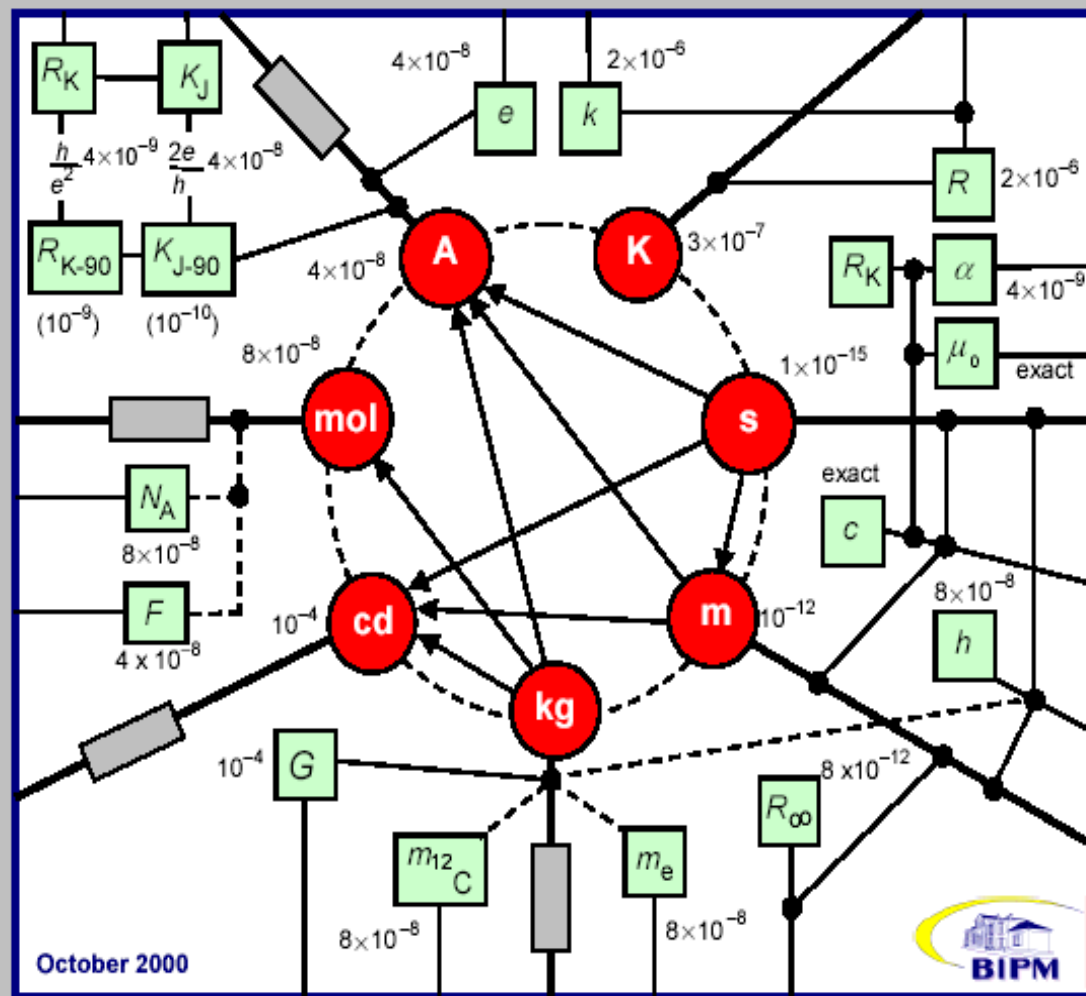 4×10⁻⁸
2×10⁻⁶
R_K
K_J
e
k
h/e² 4×10⁻⁹
2e/h 4×10⁻⁸
R
2×10⁻⁶
R_K-90
K_J-90
(10⁻⁹)
(10⁻¹⁰)
A
4×10⁻⁸
K
3×10⁻⁷
R_K
α
4×10⁻⁹
μ₀
exact
8×10⁻⁸
mol
1×10⁻¹⁵
s
N_A
8×10⁻⁸
exact
c
F
4 x 10⁻⁸
10⁻⁴
cd
m
10⁻¹²
8×10⁻⁸
h
kg
10⁻⁴
G
8 x10⁻¹²
R∞
m₁₂C
8×10⁻⁸
mₑ
8×10⁻⁸
October 2000
BIPM